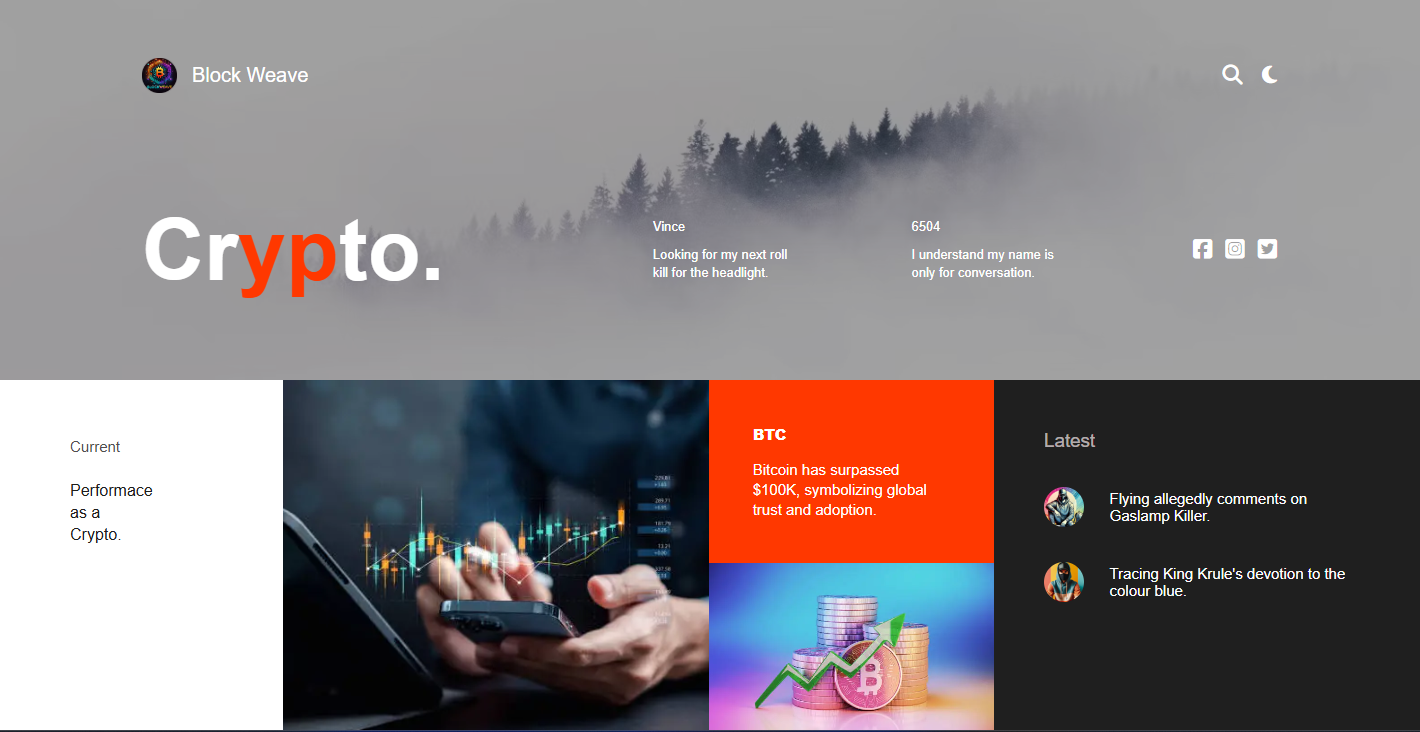 Block Weave
Crypto.
Vince
Looking for my next roll
kill for the headlight.
6504
I understand my name is
only for conversation.
Current
Performace
as a
Crypto.
BTC
Bitcoin has surpassed
$100K, symbolizing global
trust and adoption.
Latest
Flying allegedly comments on
Gaslamp Killer.
Tracing King Krule's devotion to the
colour blue.